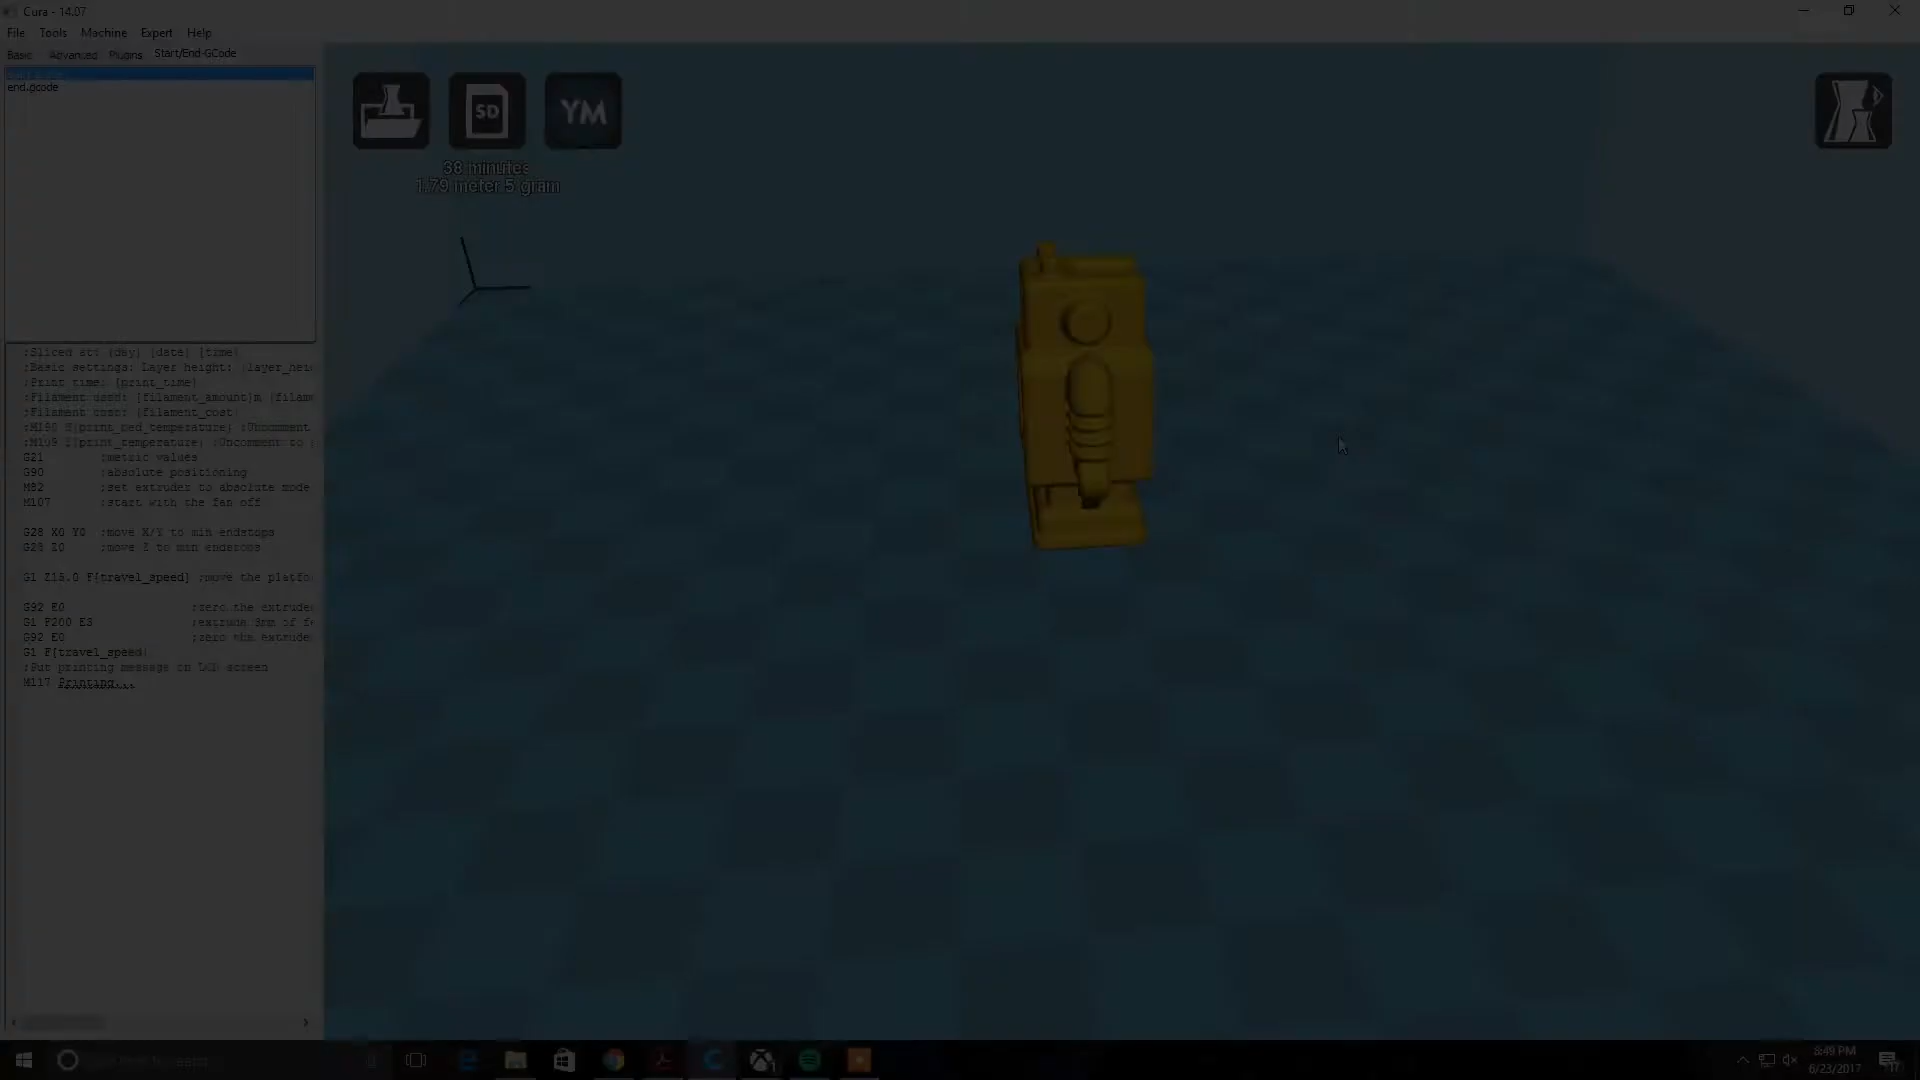 Cura - 14.07
File Tools Machine Expert Help
Basic Advanced Plugins Start/End-GCode
end.gcode
SD
YM
38 minutes
1.79 meter 5 gram
;Sliced at: {day} {date} {time}
;Basic settings: Layer height: {layer_hei
;Print time: {print_time}
;Filament used: {filament_amount}m {filam
;Filament cost: {filament_cost}
;M190 S{print_bed_temperature} ;Uncomment
;M109 S{print_temperature} ;Uncomment to
G21 ;metric values
G90 ;absolute positioning
M82 ;set extruder to absolute mode
M107 ;start with the fan off
G28 X0 Y0 ;move X/Y to min endstops
G28 Z0 ;move Z to min endstops
G1 Z15.0 F{travel_speed} ;move the platfo
G92 E0 ;zero the extrude
G1 F200 E3 ;extrude 3mm of fe
G92 E0 ;zero the extrude
G1 F{travel_speed}
;Put printing message on LCD screen
M117 Printing...
8:49 PM
6/23/2017